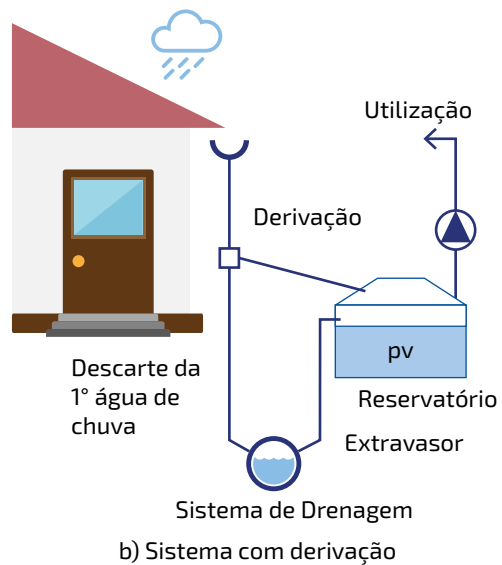 Utilização
Derivação
pv
Descarte da
1° água de
chuva
Reservatório
Extravasor
Sistema de Drenagem
b) Sistema com derivação